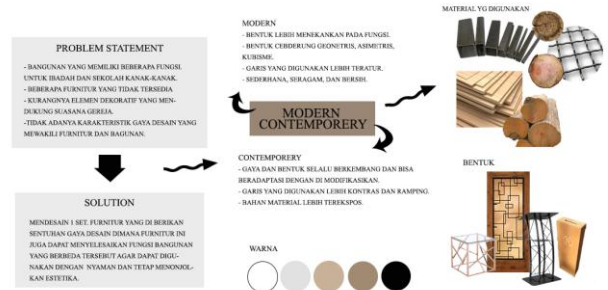 PROBLEM STATEMENT
- BANGUNAN YANG MEMILIKI BEBERAPA FUNGSI.
UNTUK IBADAH DAN SEKOLAH KANAK-KANAK.
- BEBERAPA FURNITUR YANG TIDAK TERSEDIA
- KURANGNYA ELEMEN DEKORATIF YANG MEN-
DUKUNG SUASANA GEREJA.
-TIDAK ADANYA KARAKTERISTIK GAYA DESAIN YANG
MEWAKILI FURNITUR DAN BAGUNAN.
SOLUTION
MENDESAIN 1 SET. FURNITUR YANG DI BERIKAN
SENTUHAN GAYA DESAIN DIMANA FURNITUR INI
JUGA DAPAT MENYELESAIKAN FUNGSI BANGUNAN
YANG BERBEDA TERSEBUT AGAR DAPAT DIGU-
NAKAN DENGAN NYAMAN DAN TETAP MENONJOL-
KAN ESTETIKA.
MODERN
- BENTUK LEBIH MENEKANKAN PADA FUNGSI.
- BENTUK CEBDERUNG GEONETRIS, ASIMETRIS,
KUBISME.
- GARIS YANG DIGUNAKAN LEBIH TERATUR.
- SEDERHANA, SERAGAM, DAN BERSIH.
MODERN
CONTEMPORERY
CONTEMPORERY
- GAYA DAN BENTUK SELALU BERKEMBANG DAN BISA
BERADAPTASI DENGAN DI MODIFIKASIKAN.
- GARIS YANG DIGUNAKAN LEBIH KONTRAS DAN RAMPING.
- BAHAN MATERIAL LEBIH TEREKSPOS.
WARNA
MATERIAL YG DIGUNAKAN
BENTUK